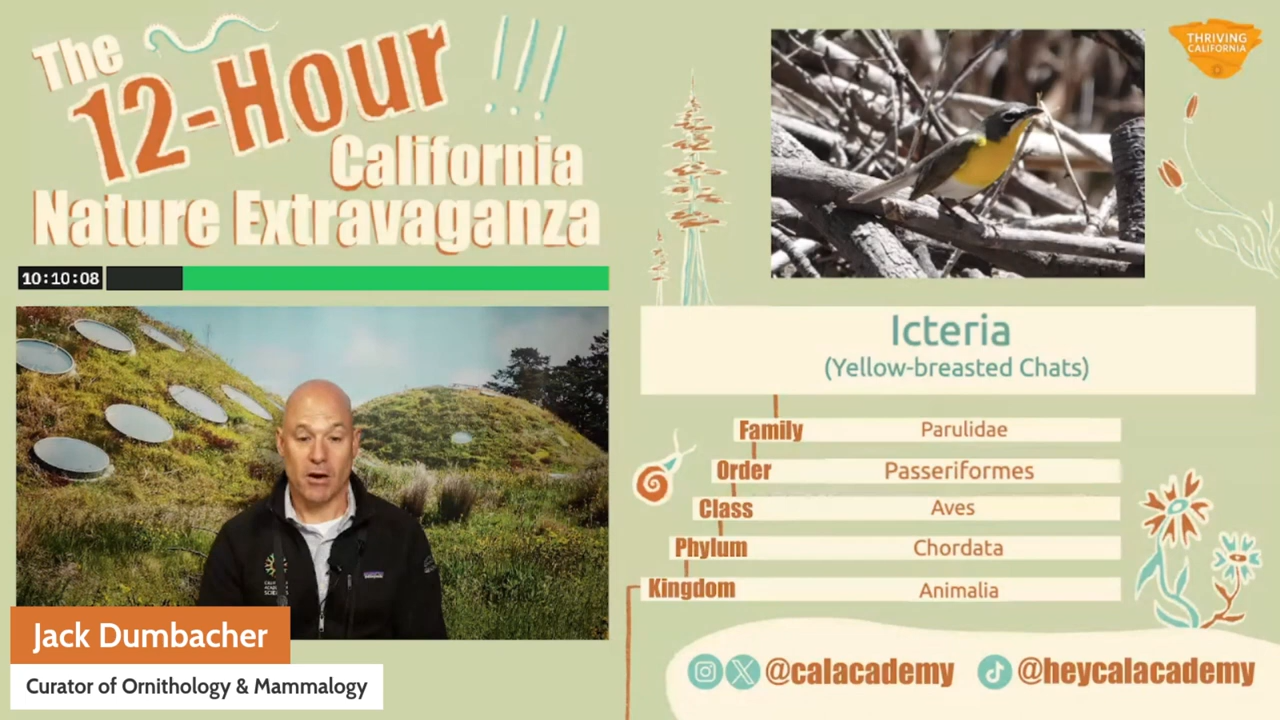 The
12-Hour !!!
California
Nature Extravaganza
THRIVING
CALIFORNIA
10:10:08
Icteria
(Yellow-breasted Chats)
Family Parulidae
Order Passeriformes
Class Aves
Phylum Chordata
Kingdom Animalia
Jack Dumbacher
Curator of Ornithology & Mammalogy
@calacademy @heycalacademy